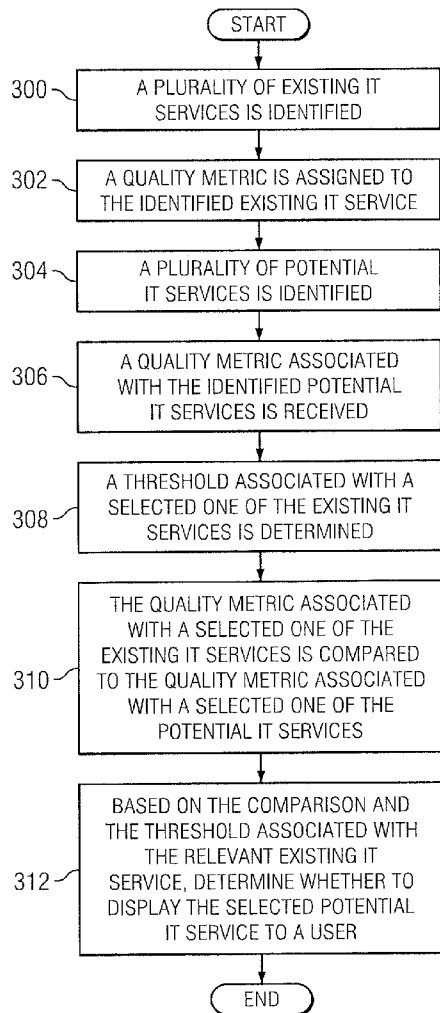 START
300
A PLURALITY OF EXISTING IT
SERVICES IS IDENTIFIED
302
A QUALITY METRIC IS ASSIGNED TO
THE IDENTIFIED EXISTING IT SERVICE
304
A PLURALITY OF POTENTIAL
IT SERVICES IS IDENTIFIED
306
A QUALITY METRIC ASSOCIATED
WITH THE IDENTIFIED POTENTIAL
IT SERVICES IS RECEIVED
308
A THRESHOLD ASSOCIATED WITH A
SELECTED ONE OF THE EXISTING IT
SERVICES IS DETERMINED
310
THE QUALITY METRIC ASSOCIATED
WITH A SELECTED ONE OF THE
EXISTING IT SERVICES IS COMPARED
TO THE QUALITY METRIC ASSOCIATED
WITH A SELECTED ONE OF THE
POTENTIAL IT SERVICES
312
BASED ON THE COMPARISON AND
THE THRESHOLD ASSOCIATED WITH
THE RELEVANT EXISTING IT
SERVICE, DETERMINE WHETHER TO
DISPLAY THE SELECTED POTENTIAL
IT SERVICE TO A USER
END